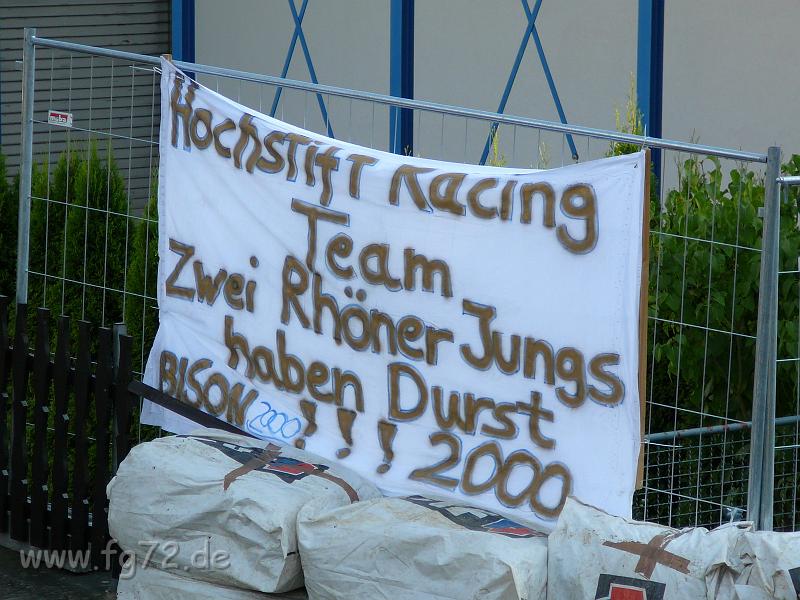 Hochstift Racing
Team
Zwei Rhöner Jungs
haben Durst
BISON 2000 !!! 2000
www.fg72.de